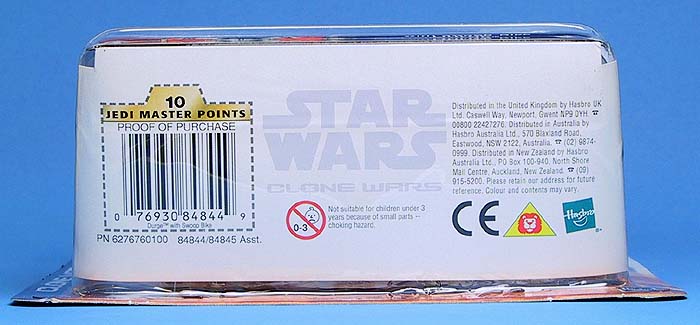 10
JEDI MASTER POINTS
PROOF OF PURCHASE
0 76930 84844 9
Durge™ with Swoop Bike
PN 6276760100 84844/84845 Asst.
STAR
WARS
CLONE WARS
0-3
Not suitable for children under 3
years because of small parts --
choking hazard.
Distributed in the United Kingdom by Hasbro UK
Ltd. Caswell Way, Newport, Gwent NP9 0YH. ☎
00800 22427276. Distributed in Australia by
Hasbro Australia Ltd., 570 Blaxland Road,
Eastwood, NSW 2122, Australia. ☎ (02) 9874-
0999. Distributed in New Zealand by Hasbro
Australia Ltd., PO Box 100-940, North Shore
Mail Centre, Auckland, New Zealand. ☎ (09)
915-5200. Please retain our address for future
reference. Colour and contents may vary.
CE
Hasbro